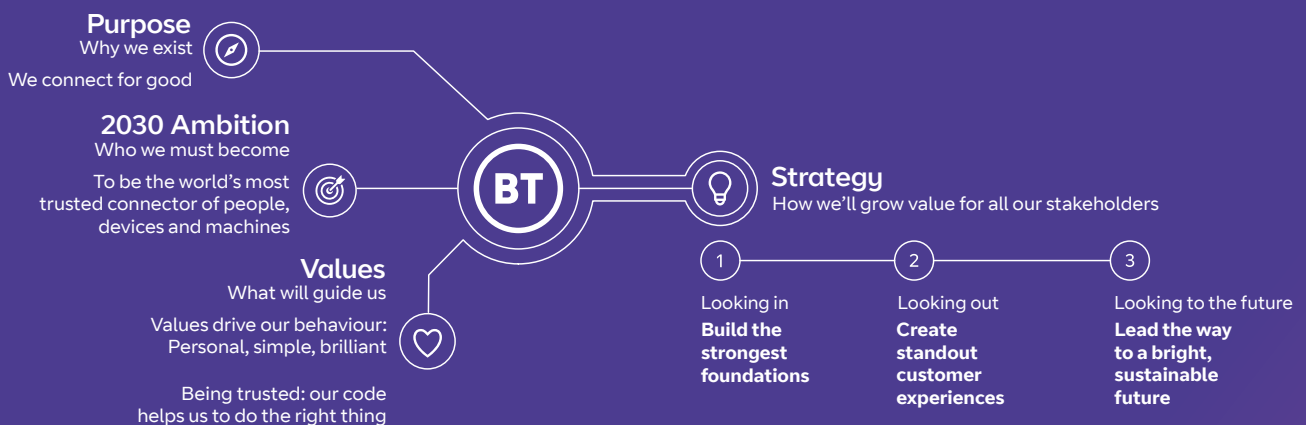 Purpose
Why we exist
We connect for good
2030 Ambition
Who we must become
To be the world's most
trusted connector of people,
devices and machines
Values
What will guide us
Values drive our behaviour:
Personal, simple, brilliant
Being trusted: our code
helps us to do the right thing
BT
Strategy
How we'll grow value for all our stakeholders
1
Looking in
Build the
strongest
foundations
2
Looking out
Create
standout
customer
experiences
3
Looking to the future
Lead the way
to a bright,
sustainable
future